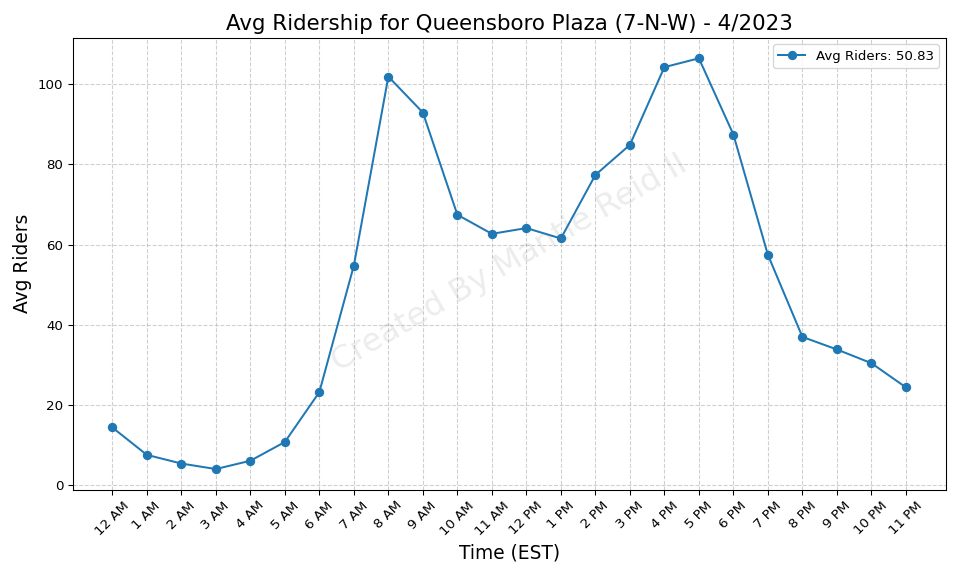 Avg Ridership for Queensboro Plaza (7-N-W) - 4/2023
Avg Riders: 50.83
Avg Riders
100
80
60
40
20
0
Created By Mantie Reid II
12 AM 1 AM 2 AM 3 AM 4 AM 5 AM 6 AM 7 AM 8 AM 9 AM 10 AM 11 AM 12 PM 1 PM 2 PM 3 PM 4 PM 5 PM 6 PM 7 PM 8 PM 9 PM 10 PM 11 PM
Time (EST)